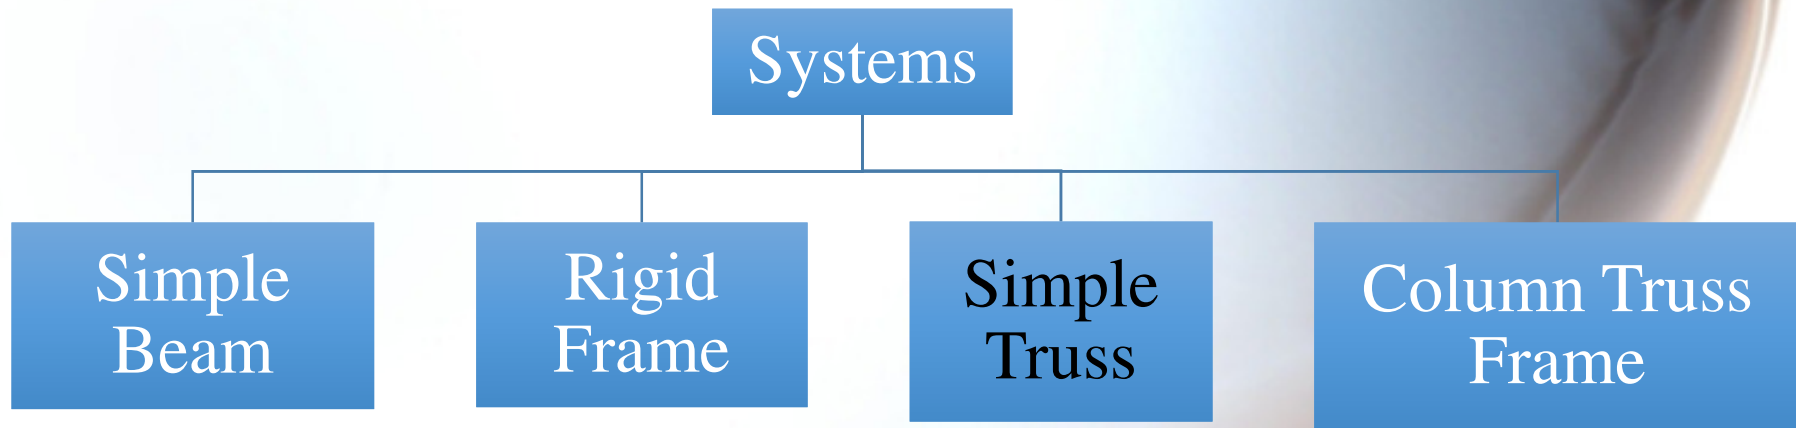 Systems
Simple
Beam
Rigid
Frame
Simple
Truss
Column Truss
Frame